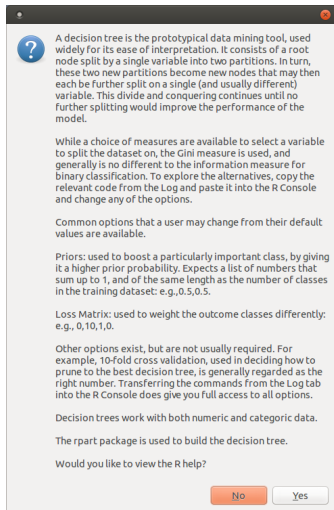 A decision tree is the prototypical data mining tool, used
widely for its ease of interpretation. It consists of a root
node split by a single variable into two partitions. In turn,
these two new partitions become new nodes that may then
each be further split on a single (and usually different)
variable. This divide and conquering continues until no
further splitting would improve the performance of the
model.
While a choice of measures are available to select a variable
to split the dataset on, the Gini measure is used, and
generally is no different to the information measure for
binary classification. To explore the alternatives, copy the
relevant code from the Log and paste it into the R Console
and change any of the options.
Common options that a user may change from their default
values are available.
Priors: used to boost a particularly important class, by giving
it a higher prior probability. Expects a list of numbers that
sum up to 1, and of the same length as the number of classes
in the training dataset: e.g.,0.5,0.5.
Loss Matrix: used to weight the outcome classes differently:
e.g., 0,10,1,0.
Other options exist, but are not usually required. For
example, 10-fold cross validation, used in deciding how to
prune to the best decision tree, is generally regarded as the
right number. Transferring the commands from the Log tab
into the R Console does give you full access to all options.
Decision trees work with both numeric and categoric data.
The rpart package is used to build the decision tree.
Would you like to view the R help?
No Yes